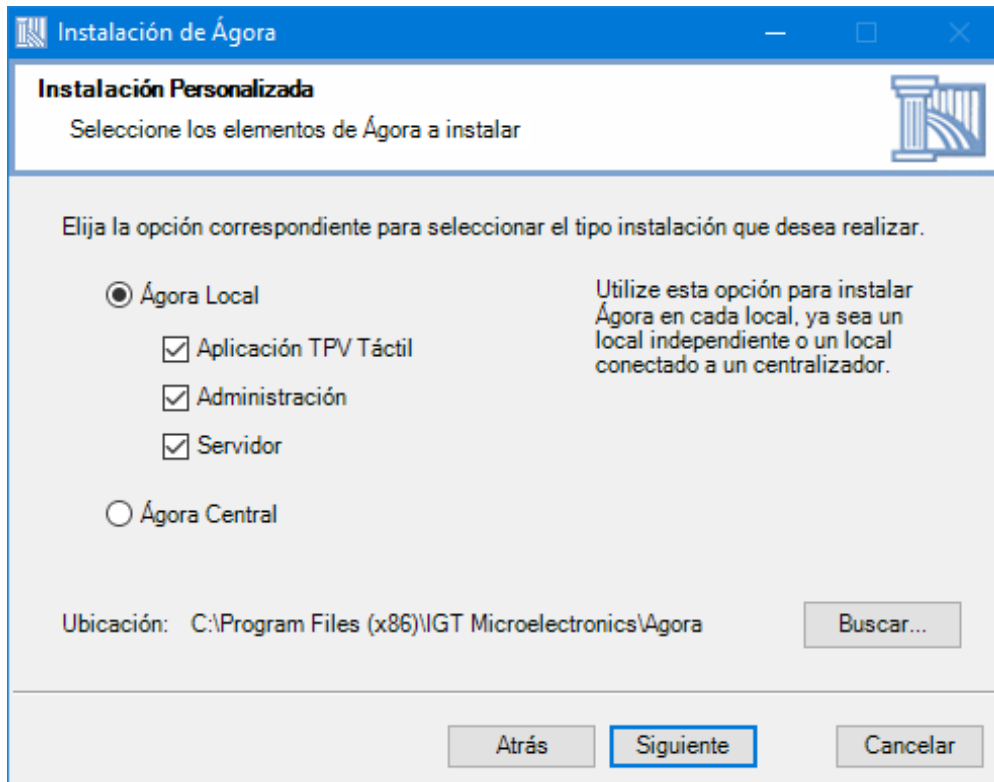 Instalación de Ágora
Instalación Personalizada
Seleccione los elementos de Ágora a instalar
Elija la opción correspondiente para seleccionar el tipo instalación que desea realizar.
Ágora Local
Aplicación TPV Táctil
Administración
Servidor
Utilize esta opción para instalar
Ágora en cada local, ya sea un
local independiente o un local
conectado a un centralizador.
Ágora Central
Ubicación: C:\Program Files (x86)\IGT Microelectronics\Agora
Buscar...
Atrás
Siguiente
Cancelar